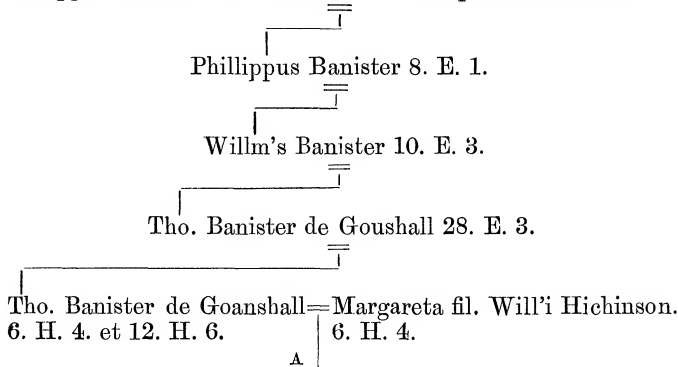 Phillippus Banister 8. E. 1.
Willm's Banister 10. E. 3.
Tho. Banister de Goushall 28. E. 3.
Tho. Banister de Goanshall=Margareta fil. Will'i Hichinson.
6. H. 4. et 12. H. 6. 6. H. 4.
A